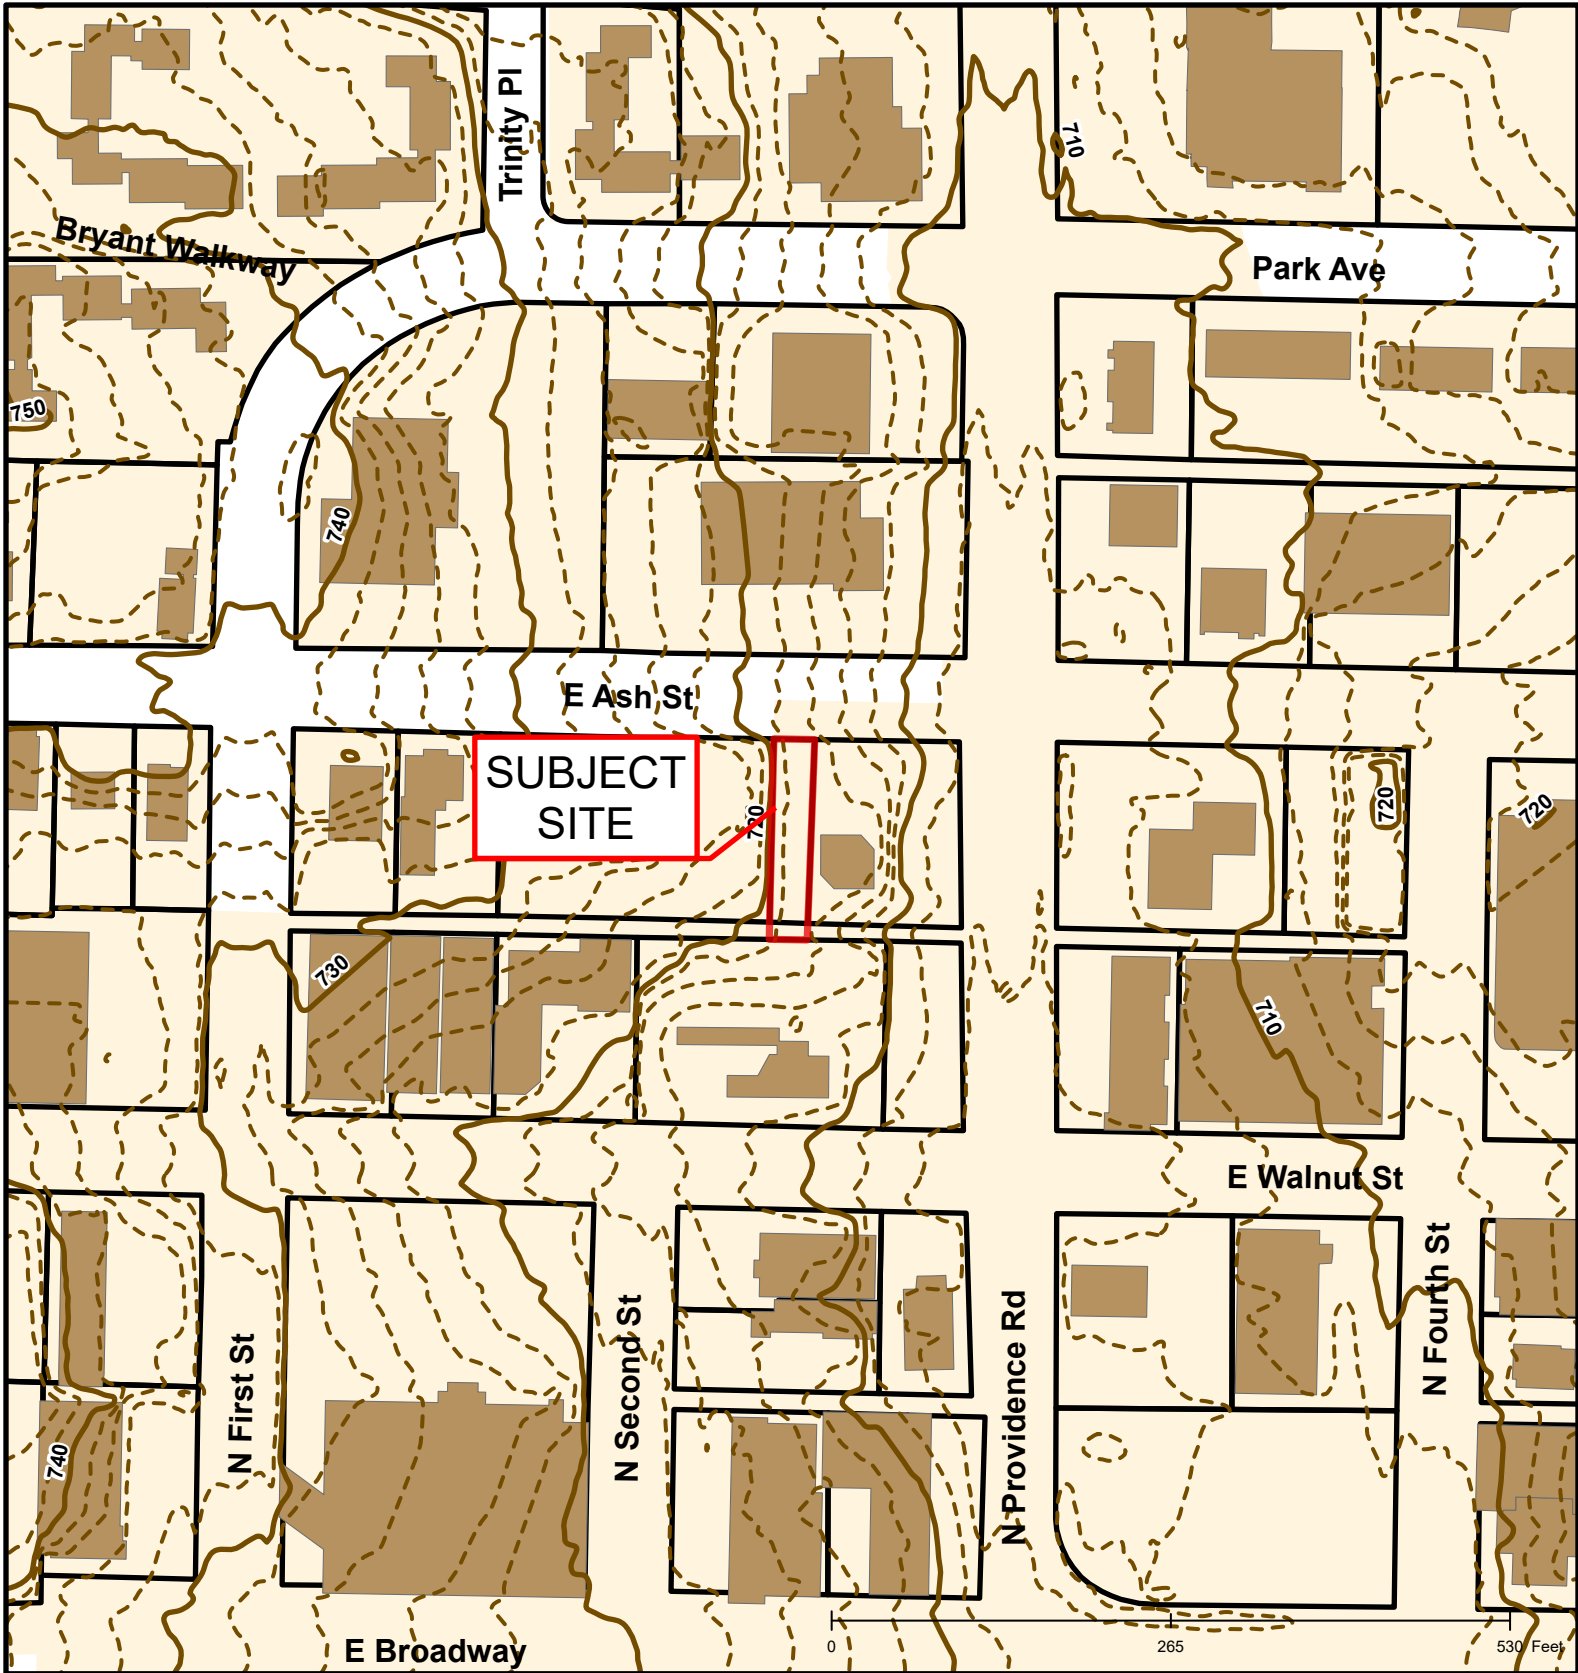 Trinity Pl
710
Bryant Walkway
Park Ave
750
740
E Ash St
SUBJECT
SITE
720
720
720
730
710
E Walnut St
N First St
N Second St
N Providence Rd
N Fourth St
740
E Broadway
0 265 530 Feet